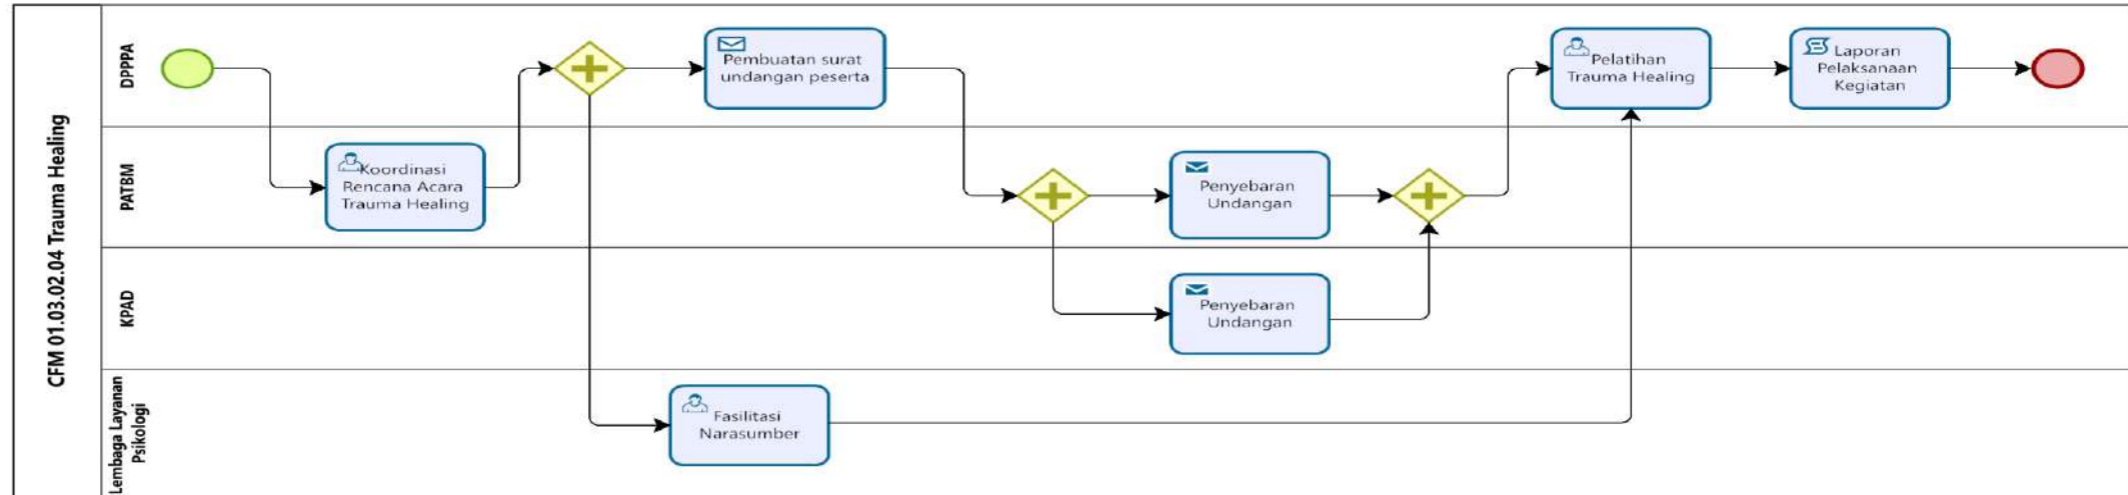 CFM 01.03.02.04 Trauma Healing
DPPPA
Pembuatan surat
undangan peserta
Pelatihan
Trauma Healing
Laporan
Pelaksanaan
Kegiatan
PATBM
Koordinasi
Rencana Acara
Trauma Healing
Penyebaran
Undangan
KPAD
Penyebaran
Undangan
Lembaga Layanan
Psikologi
Fasilitasi
Narasumber